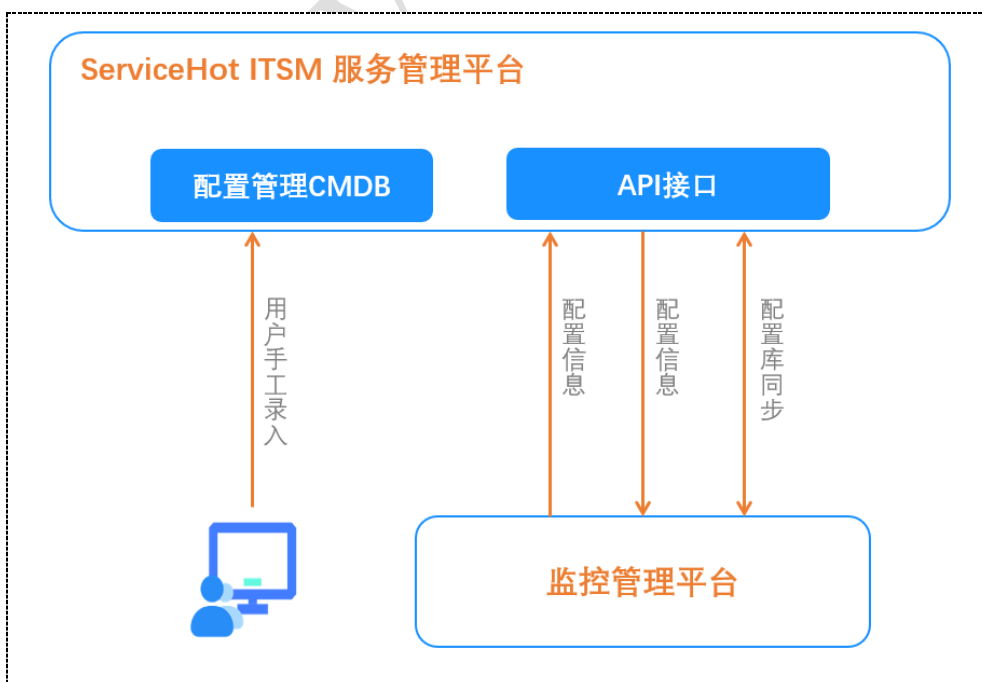 ServiceHot ITSM 服务管理平台
配置管理CMDB
API接口
用户手工录入
配置信息
配置信息
配置库同步
监控管理平台